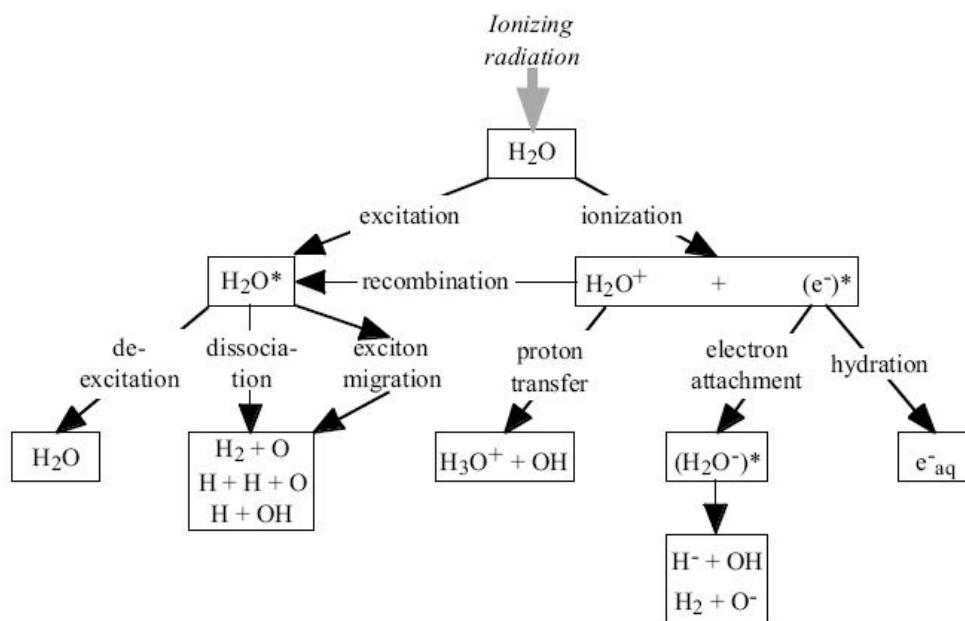 Ionizing
radiation
H₂O
excitation ionization
H₂O* recombination H₂O⁺ + (e⁻)*
de-
excitation
dissocia-
tion
exciton
migration
proton
transfer
electron
attachment
hydration
H₂O
H₂ + O
H + H + O
H + OH
H₃O⁺ + OH
(H₂O⁻)*
e⁻aq
H⁻ + OH
H₂ + O⁻